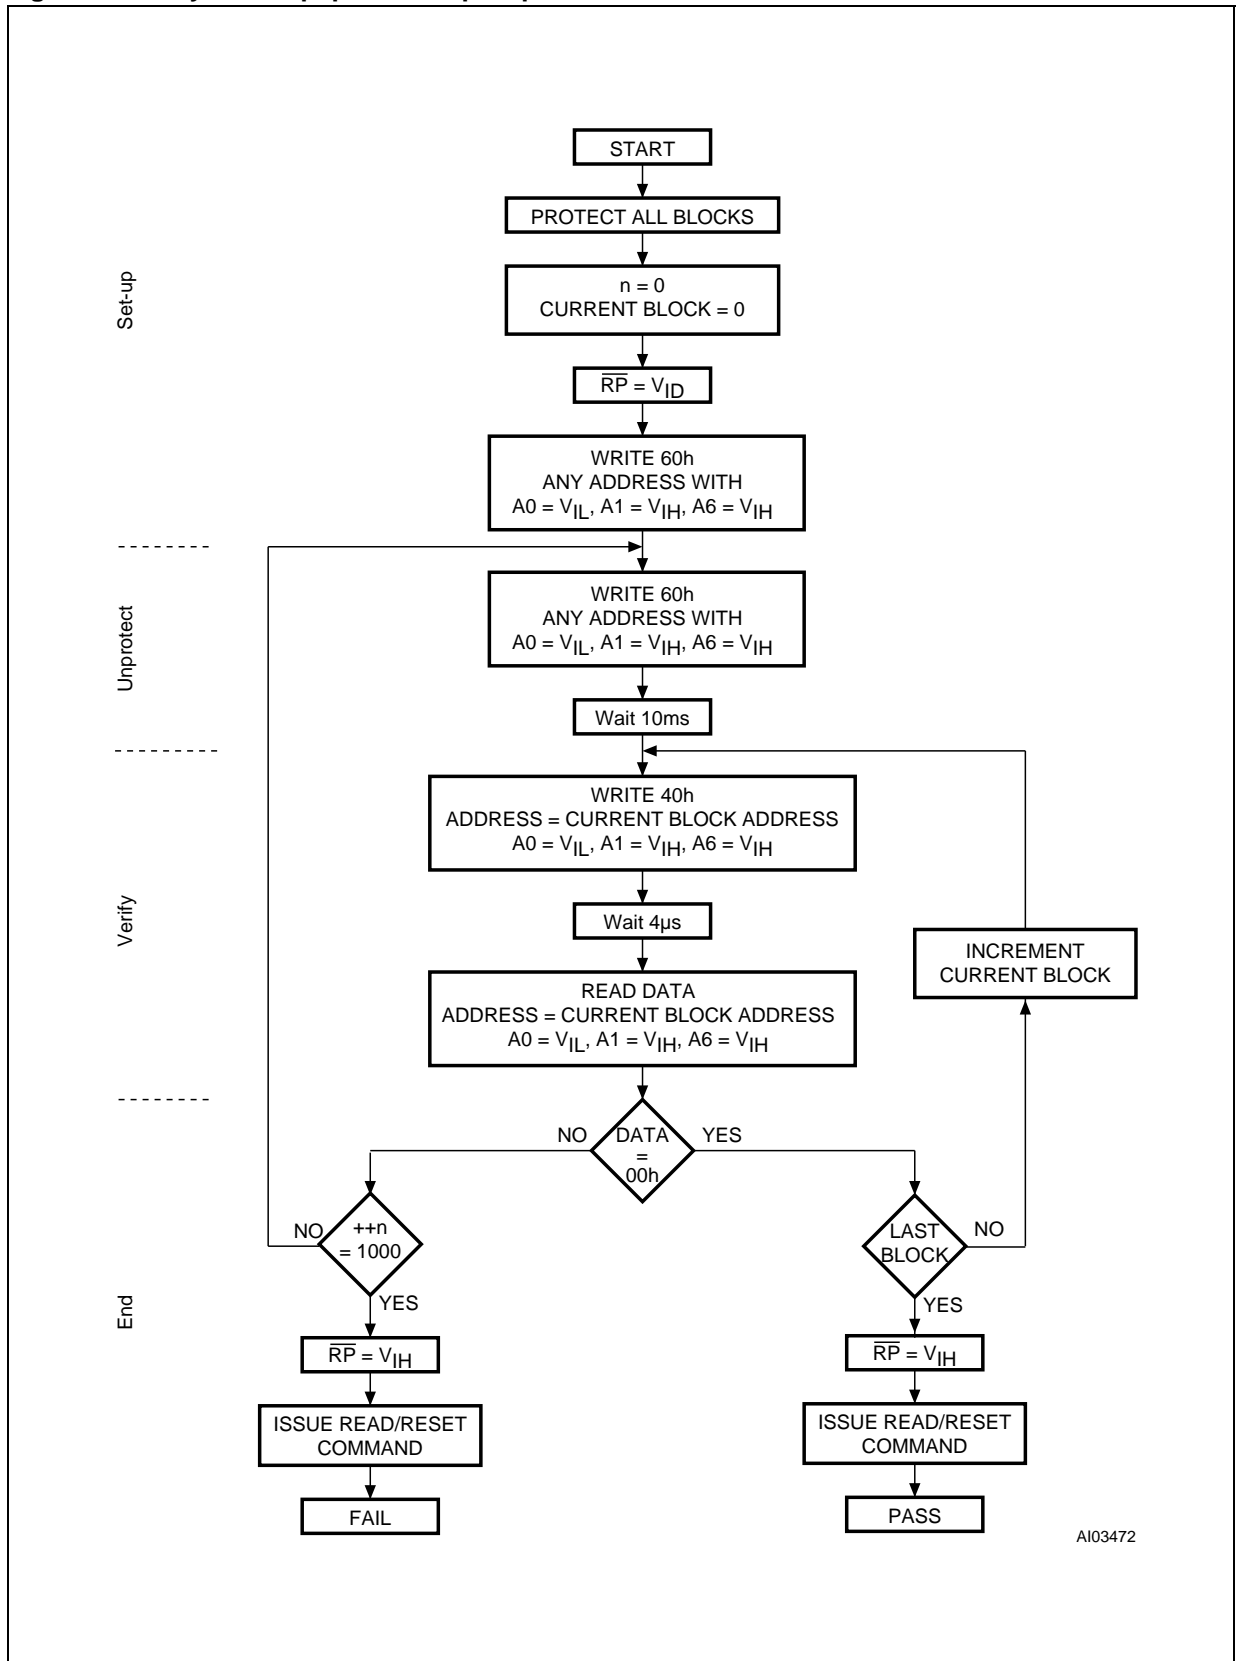 START
PROTECT ALL BLOCKS
Set-up
n = 0
CURRENT BLOCK = 0
RP = VID
WRITE 60h
ANY ADDRESS WITH
A0 = VIL, A1 = VIH, A6 = VIH
Unprotect
WRITE 60h
ANY ADDRESS WITH
A0 = VIL, A1 = VIH, A6 = VIH
Wait 10ms
Verify
WRITE 40h
ADDRESS = CURRENT BLOCK ADDRESS
A0 = VIL, A1 = VIH, A6 = VIH
Wait 4µs
READ DATA
ADDRESS = CURRENT BLOCK ADDRESS
A0 = VIL, A1 = VIH, A6 = VIH
INCREMENT
CURRENT BLOCK
End
NO
DATA
=
00h
YES
NO
++n
= 1000
YES
LAST
BLOCK
NO
YES
RP = VIH
ISSUE READ/RESET
COMMAND
FAIL
RP = VIH
ISSUE READ/RESET
COMMAND
PASS
AI03472